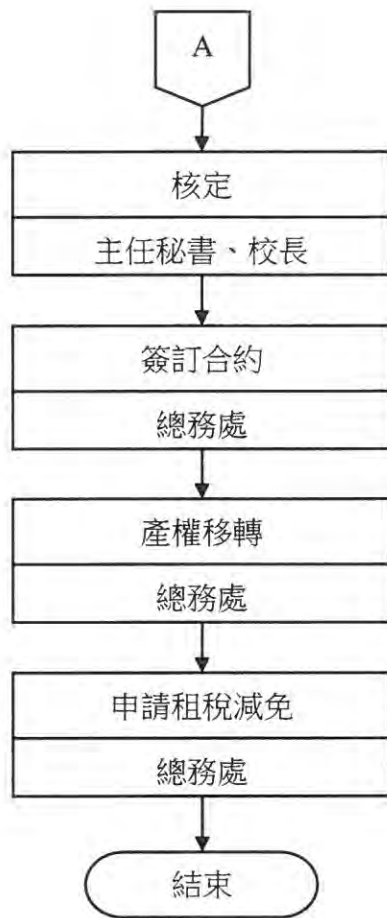 A
核定
主任秘書、校長
簽訂合約
總務處
產權移轉
總務處
申請租稅減免
總務處
結束